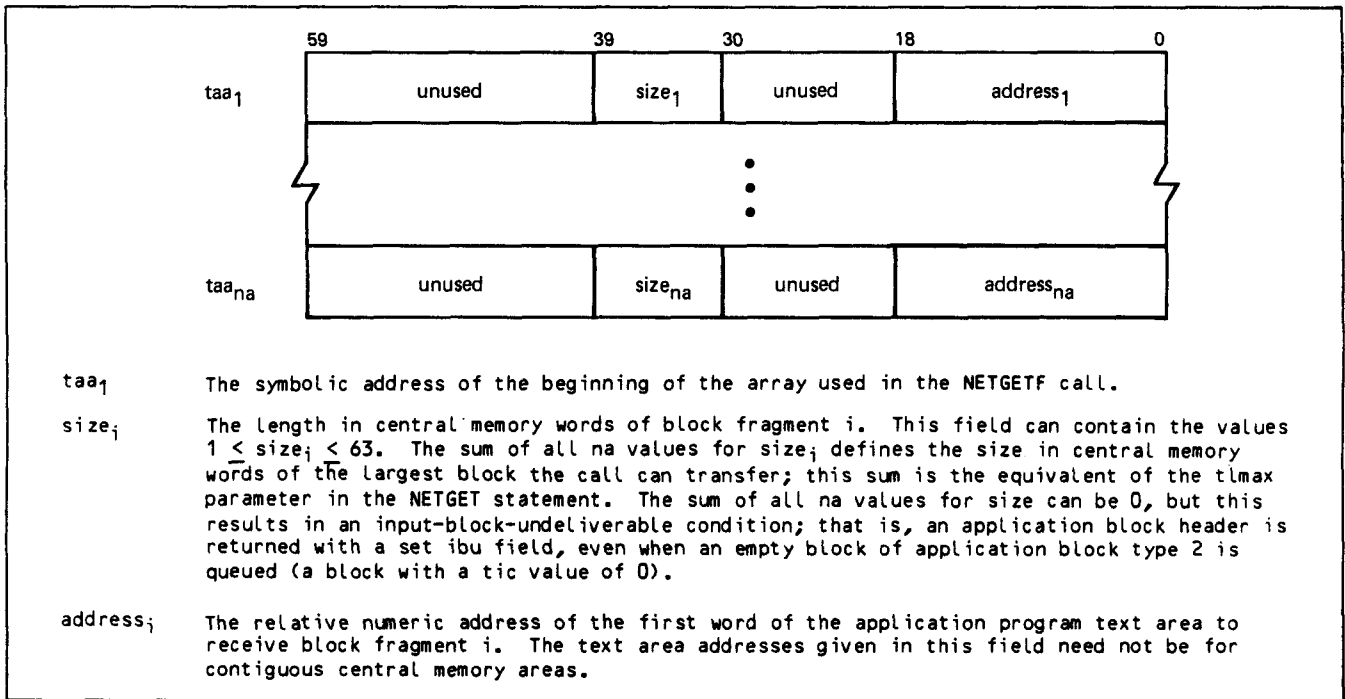 59 39 30 18 0
taa1 unused size1 unused address1
taana unused sizena unused addressna
taa1 The symbolic address of the beginning of the array used in the NETGETF call.
sizei The length in central memory words of block fragment i. This field can contain the values
1 ≤ sizei ≤ 63. The sum of all na values for sizei defines the size in central memory
words of the largest block the call can transfer; this sum is the equivalent of the tlmax
parameter in the NETGET statement. The sum of all na values for size can be 0, but this
results in an input-block-undeliverable condition; that is, an application block header is
returned with a set ibu field, even when an empty block of application block type 2 is
queued (a block with a tlc value of 0).
addressi The relative numeric address of the first word of the application program text area to
receive block fragment i. The text area addresses given in this field need not be for
contiguous central memory areas.